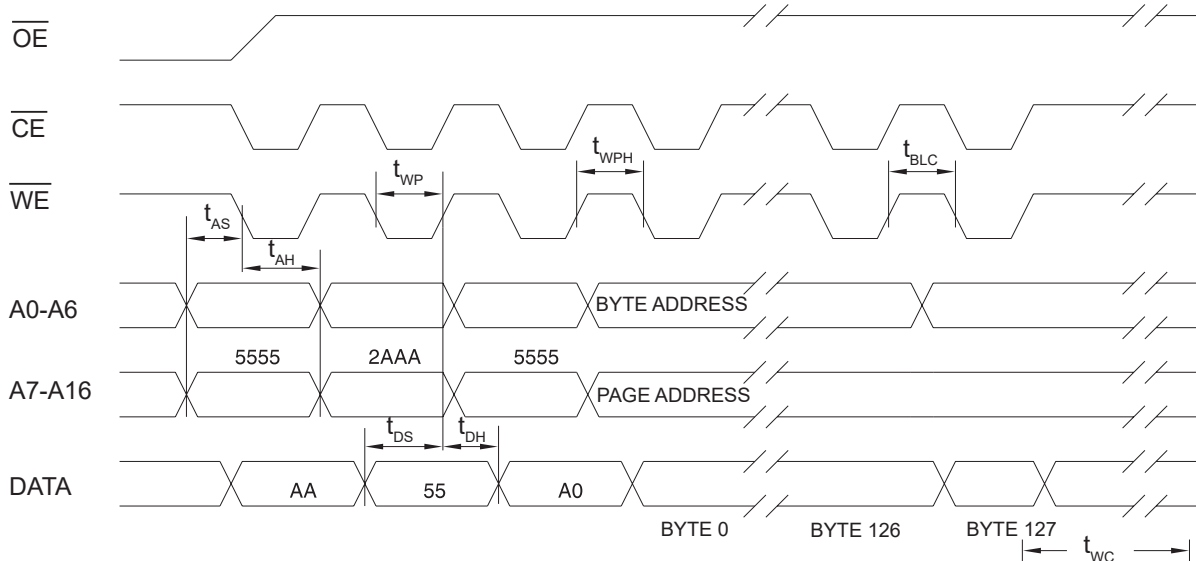 OE
CE
tWPH
tBLC
tWP
WE
tAS
tAH
A0-A6
BYTE ADDRESS
5555 2AAA 5555
A7-A16
PAGE ADDRESS
tDS tDH
DATA
AA 55 A0
BYTE 0 BYTE 126 BYTE 127
tWC